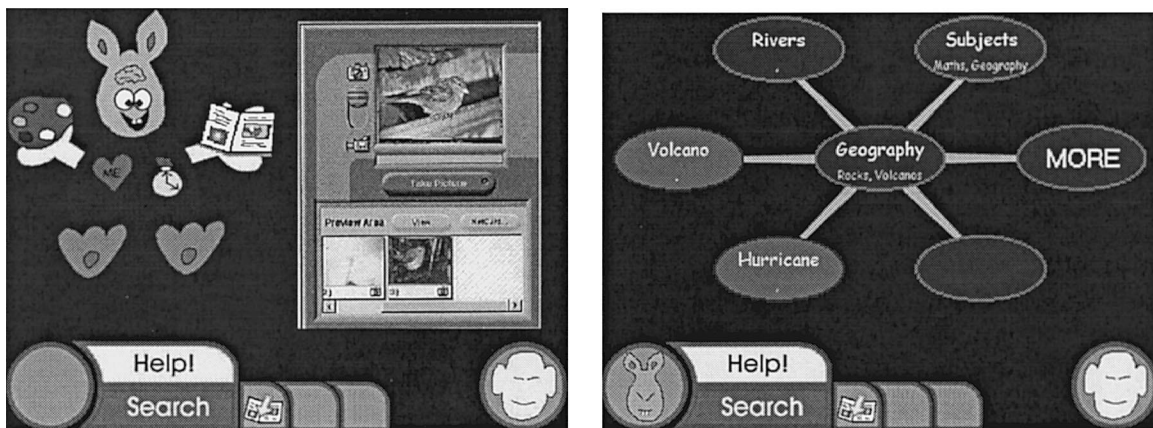 ME
Take Picture
Preview Area
View
Help!
Search
Rivers
Subjects
Maths, Geography
Volcano
Geography
Rocks, Volcanos
MORE
Hurricane
Help!
Search